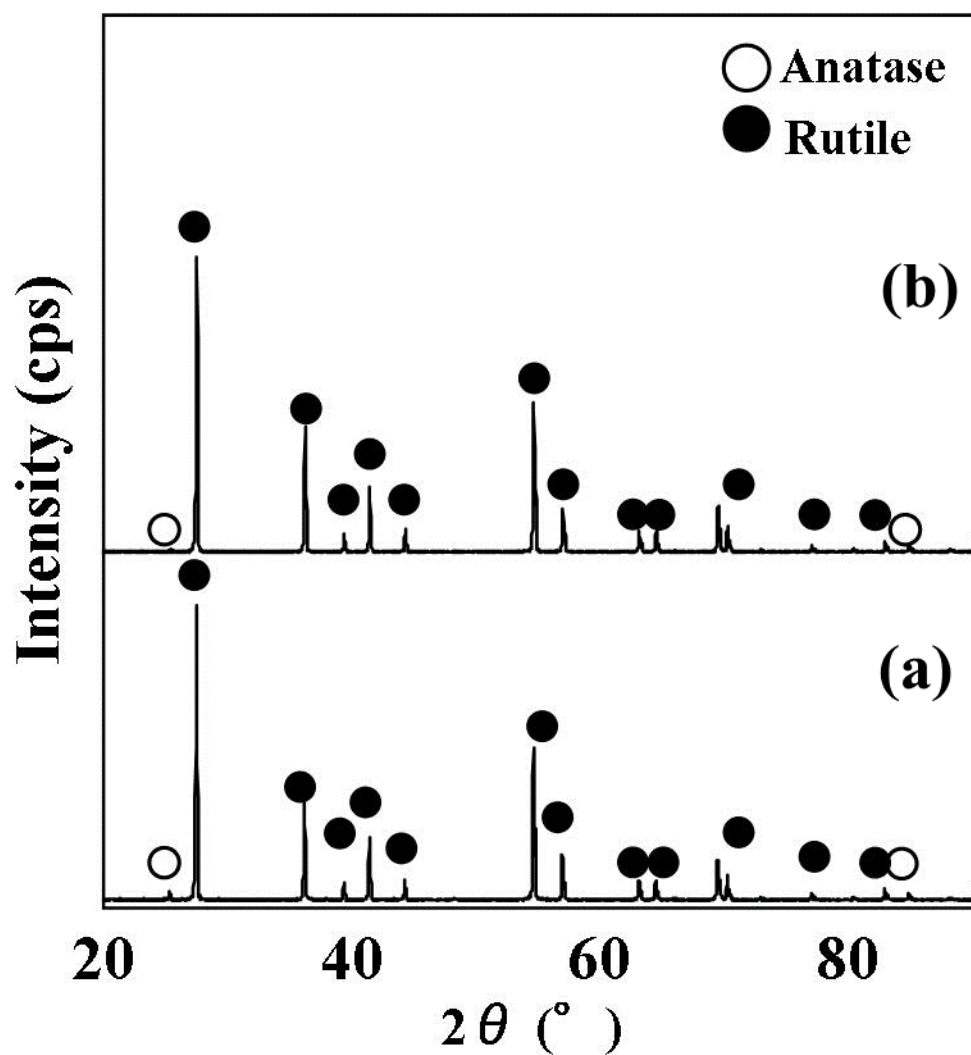 Anatase
Rutile
(b)
(a)
Intensity (cps)
20 40 60 80
2θ (° )